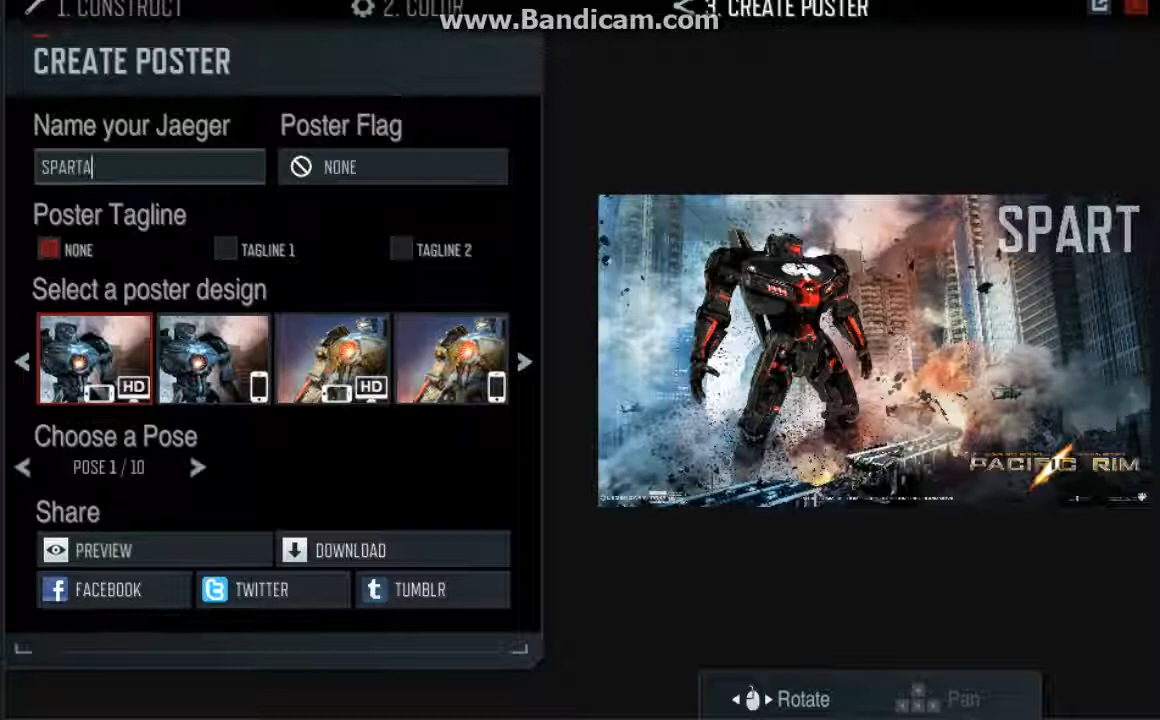 1. CONSTRUCT
2. COLOR
3. CREATE POSTER
www.Bandicam.com
CREATE POSTER
Name your Jaeger
Poster Flag
SPARTA
NONE
Poster Tagline
NONE
TAGLINE 1
TAGLINE 2
Select a poster design
HD
HD
Choose a Pose
POSE 1 / 10
Share
PREVIEW
DOWNLOAD
FACEBOOK
TWITTER
TUMBLR
SPART
PACIFIC RIM
Rotate
Pan